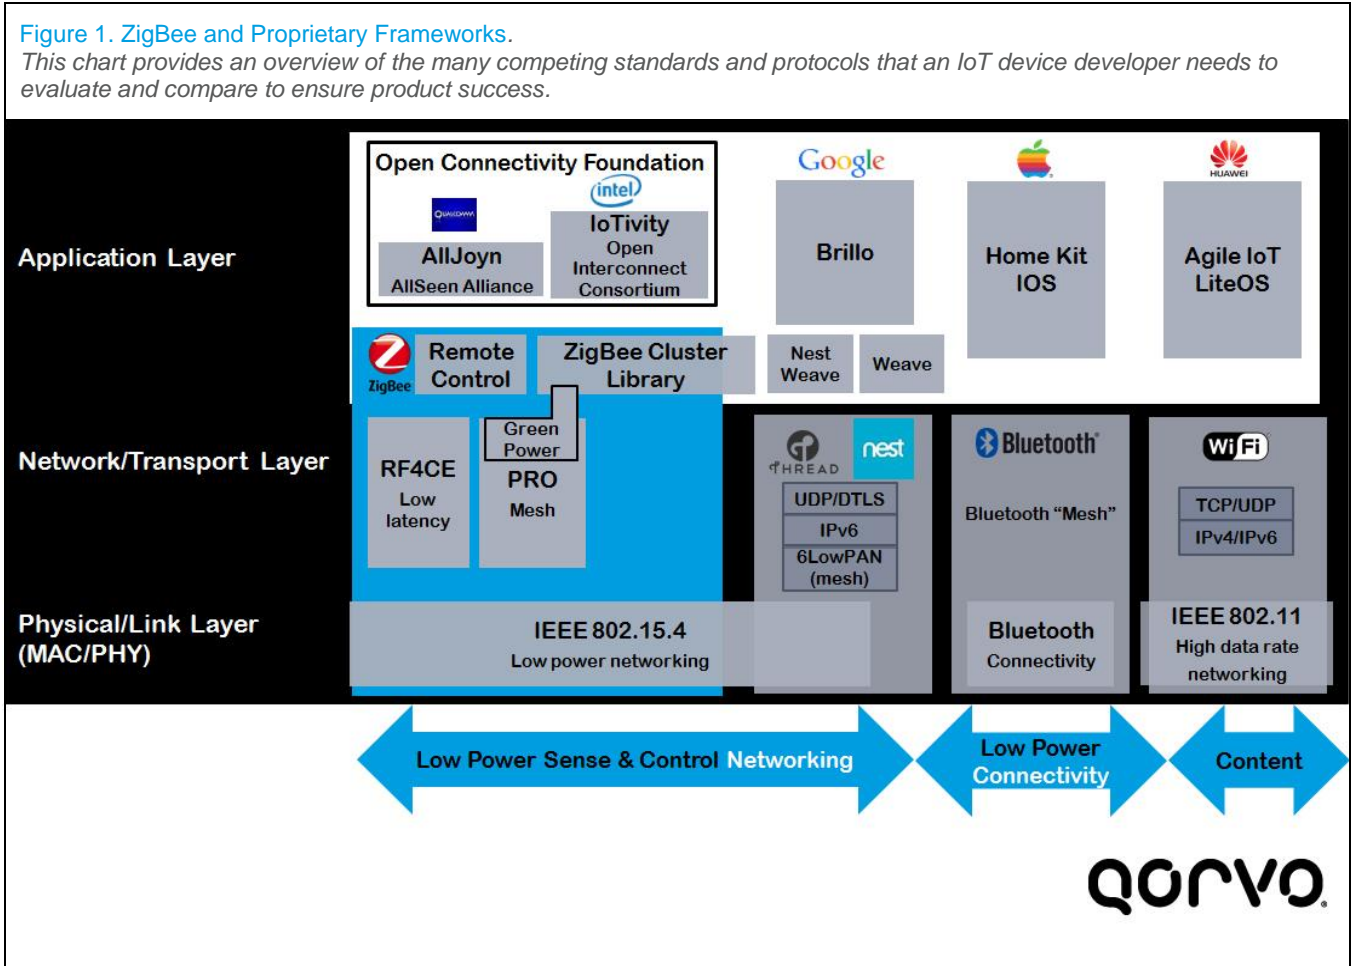 Figure 1. ZigBee and Proprietary Frameworks.
This chart provides an overview of the many competing standards and protocols that an IoT device developer needs to
evaluate and compare to ensure product success.
Application Layer
Open Connectivity Foundation
QUALCOMM
AllJoyn
AllSeen Alliance
intel
IoTivity
Open
Interconnect
Consortium
Google
Brillo
Home Kit
IOS
HUAWEI
Agile IoT
LiteOS
ZigBee
Remote
Control
ZigBee Cluster
Library
Nest
Weave
Weave
Network/Transport Layer
RF4CE
Low
latency
Green
Power
PRO
Mesh
THREAD
nest
UDP/DTLS
IPv6
6LowPAN
(mesh)
Bluetooth
Bluetooth “Mesh”
WiFi
TCP/UDP
IPv4/IPv6
Physical/Link Layer
(MAC/PHY)
IEEE 802.15.4
Low power networking
Bluetooth
Connectivity
IEEE 802.11
High data rate
networking
Low Power Sense & Control Networking
Low Power
Connectivity
Content
QORVO